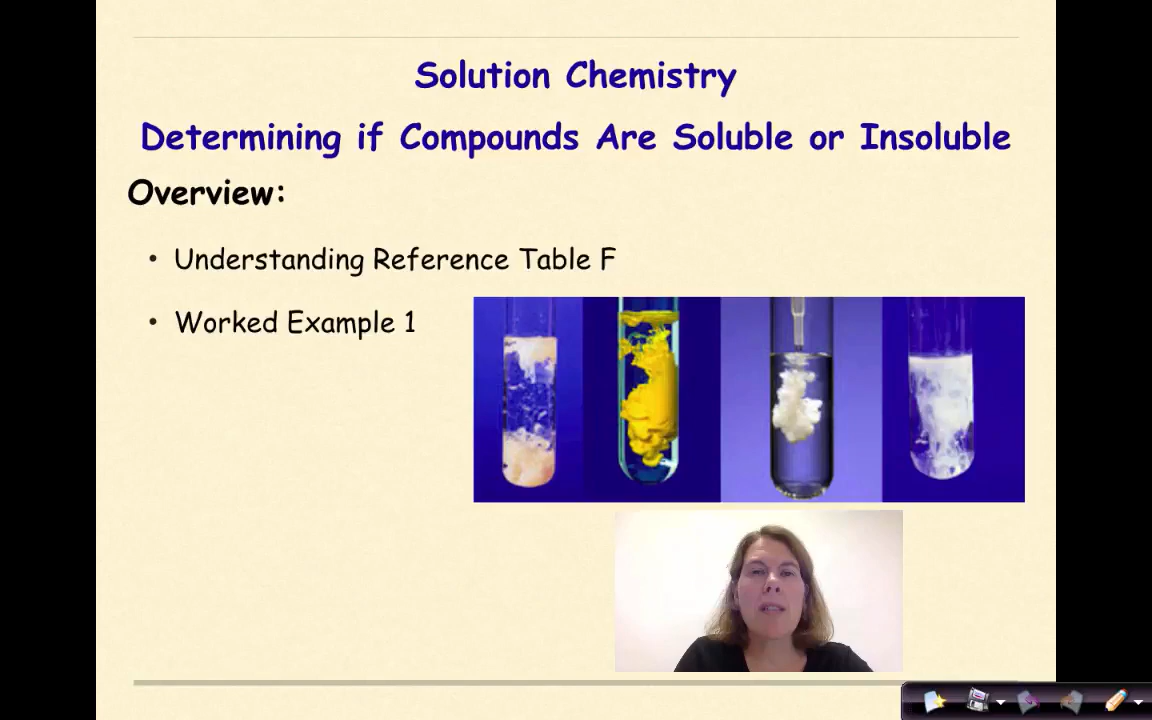 Solution Chemistry
Determining if Compounds Are Soluble or Insoluble
Overview:
• Understanding Reference Table F
• Worked Example 1